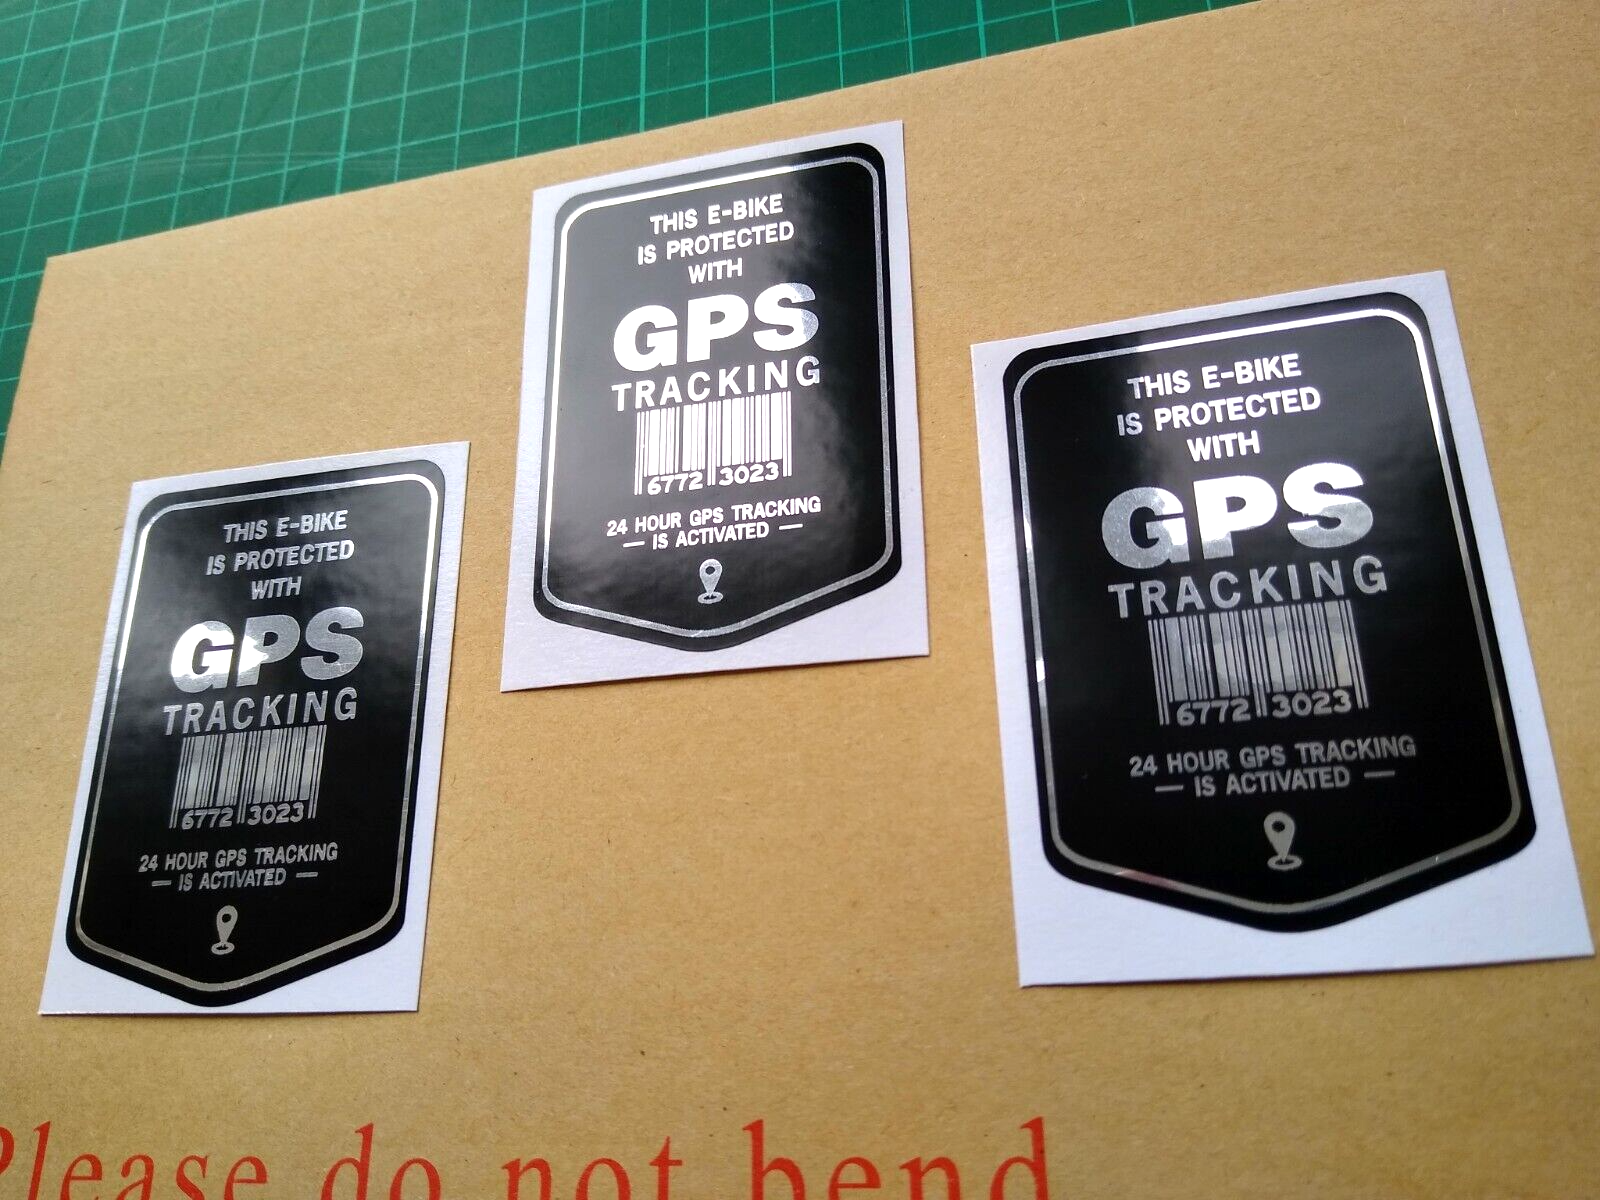 THIS E-BIKE
IS PROTECTED
WITH
GPS
TRACKING
6772 3023
24 HOUR GPS TRACKING
— IS ACTIVATED —
THIS E-BIKE
IS PROTECTED
WITH
GPS
TRACKING
6772 3023
24 HOUR GPS TRACKING
— IS ACTIVATED —
THIS E-BIKE
IS PROTECTED
WITH
GPS
TRACKING
6772 3023
24 HOUR GPS TRACKING
— IS ACTIVATED —
Please do not bend